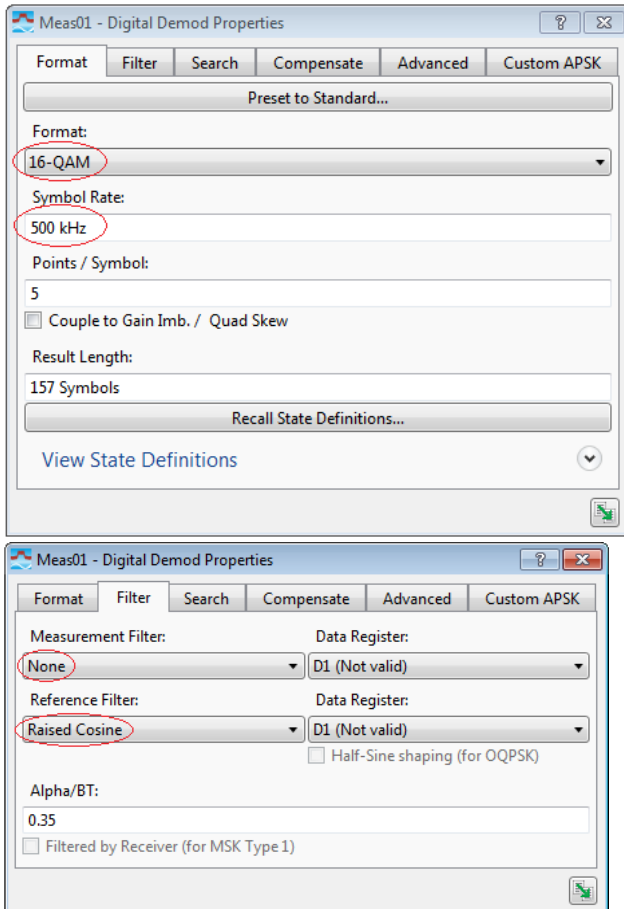 Meas01 - Digital Demod Properties
Format Filter Search Compensate Advanced Custom APSK
Preset to Standard...
Format:
16-QAM
Symbol Rate:
500 kHz
Points / Symbol:
5
Couple to Gain Imb. / Quad Skew
Result Length:
157 Symbols
Recall State Definitions...
View State Definitions
Meas01 - Digital Demod Properties
Format Filter Search Compensate Advanced Custom APSK
Measurement Filter: Data Register:
None D1 (Not valid)
Reference Filter: Data Register:
Raised Cosine D1 (Not valid)
Half-Sine shaping (for OQPSK)
Alpha/BT:
0.35
Filtered by Receiver (for MSK Type 1)